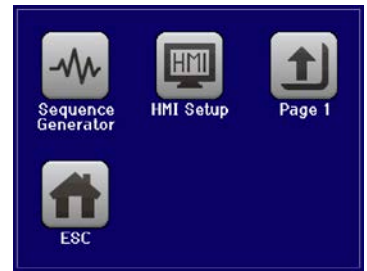 HMI
Sequence
Generator
HMI Setup
Page 1
ESC